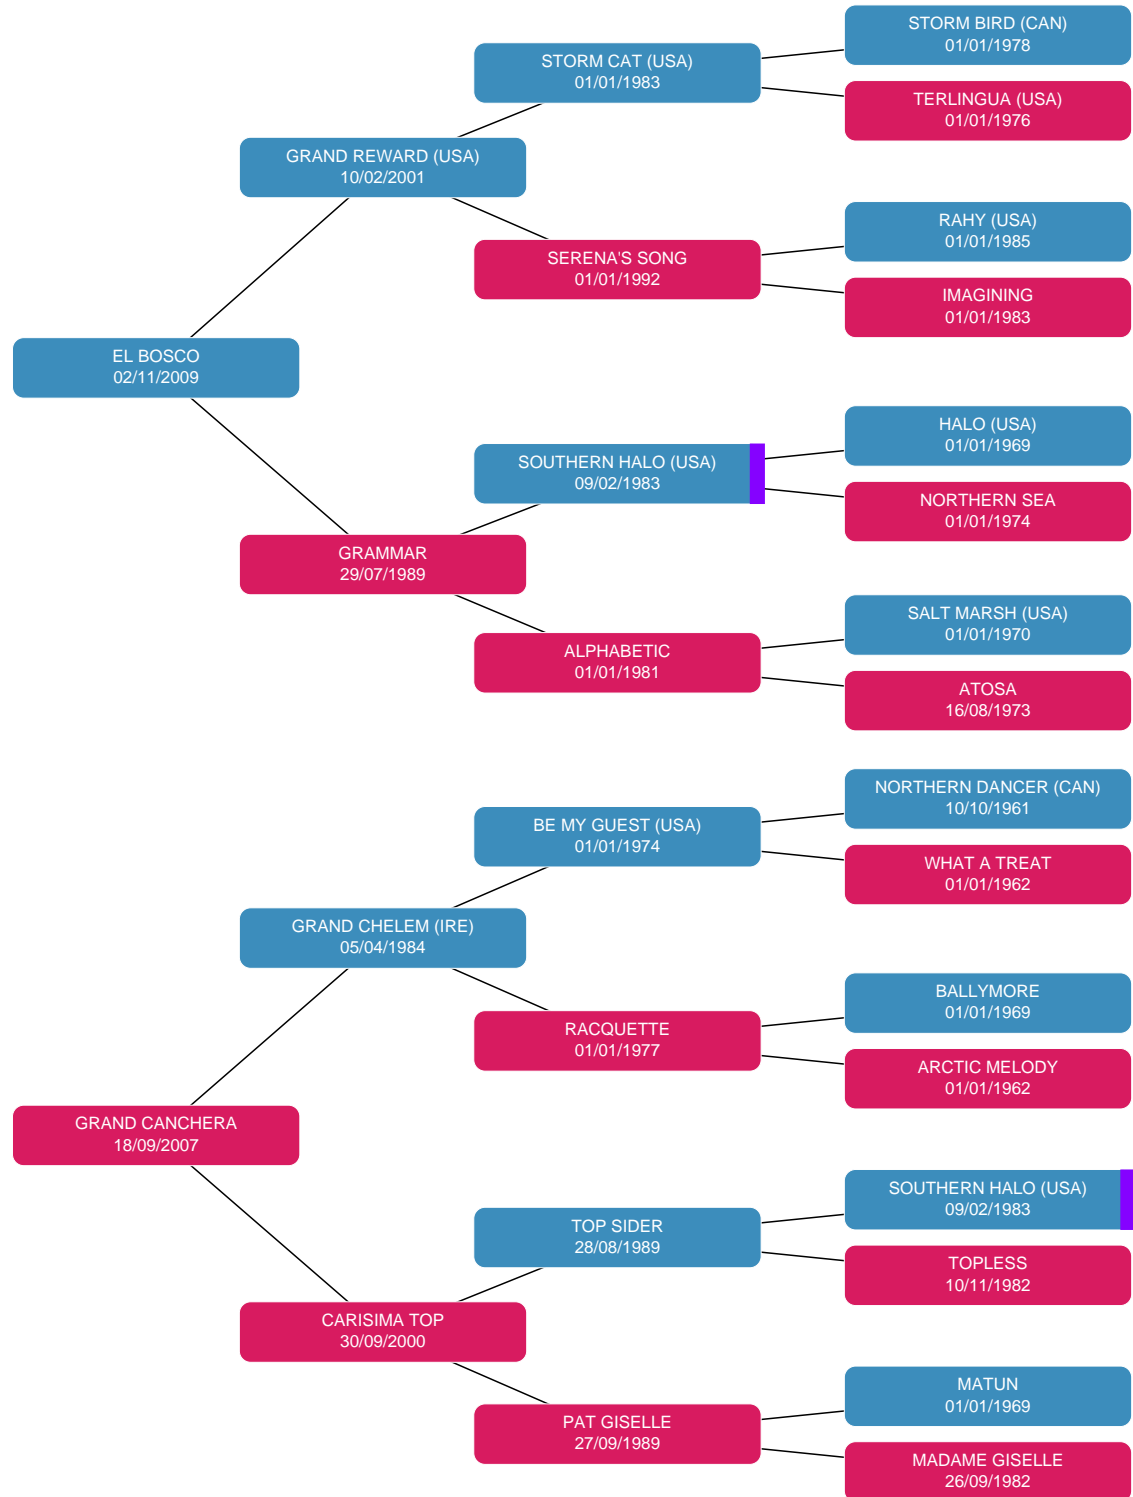 STORM BIRD (CAN)
01/01/1978
STORM CAT (USA)
01/01/1983
TERLINGUA (USA)
01/01/1976
GRAND REWARD (USA)
10/02/2001
RAHY (USA)
01/01/1985
SERENA'S SONG
01/01/1992
IMAGINING
01/01/1983
EL BOSCO
02/11/2009
HALO (USA)
01/01/1969
SOUTHERN HALO (USA)
09/02/1983
NORTHERN SEA
01/01/1974
GRAMMAR
29/07/1989
SALT MARSH (USA)
01/01/1970
ALPHABETIC
01/01/1981
ATOSA
16/08/1973
NORTHERN DANCER (CAN)
10/10/1961
BE MY GUEST (USA)
01/01/1974
WHAT A TREAT
01/01/1962
GRAND CHELEM (IRE)
05/04/1984
BALLYMORE
01/01/1969
RACQUETTE
01/01/1977
ARCTIC MELODY
01/01/1962
GRAND CANCHERA
18/09/2007
SOUTHERN HALO (USA)
09/02/1983
TOP SIDER
28/08/1989
TOPLESS
10/11/1982
CARISIMA TOP
30/09/2000
MATUN
01/01/1969
PAT GISELLE
27/09/1989
MADAME GISELLE
26/09/1982